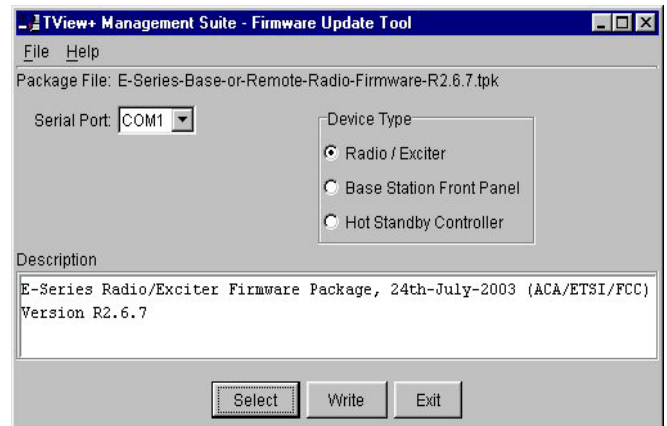 TView+ Management Suite - Firmware Update Tool
File Help
Package File: E-Series-Base-or-Remote-Radio-Firmware-R2.6.7.tpk
Serial Port: COM1
Device Type
Radio / Exciter
Base Station Front Panel
Hot Standby Controller
Description
E-Series Radio/Exciter Firmware Package, 24th-July-2003 (ACA/ETSI/FCC)
Version R2.6.7
Select Write Exit